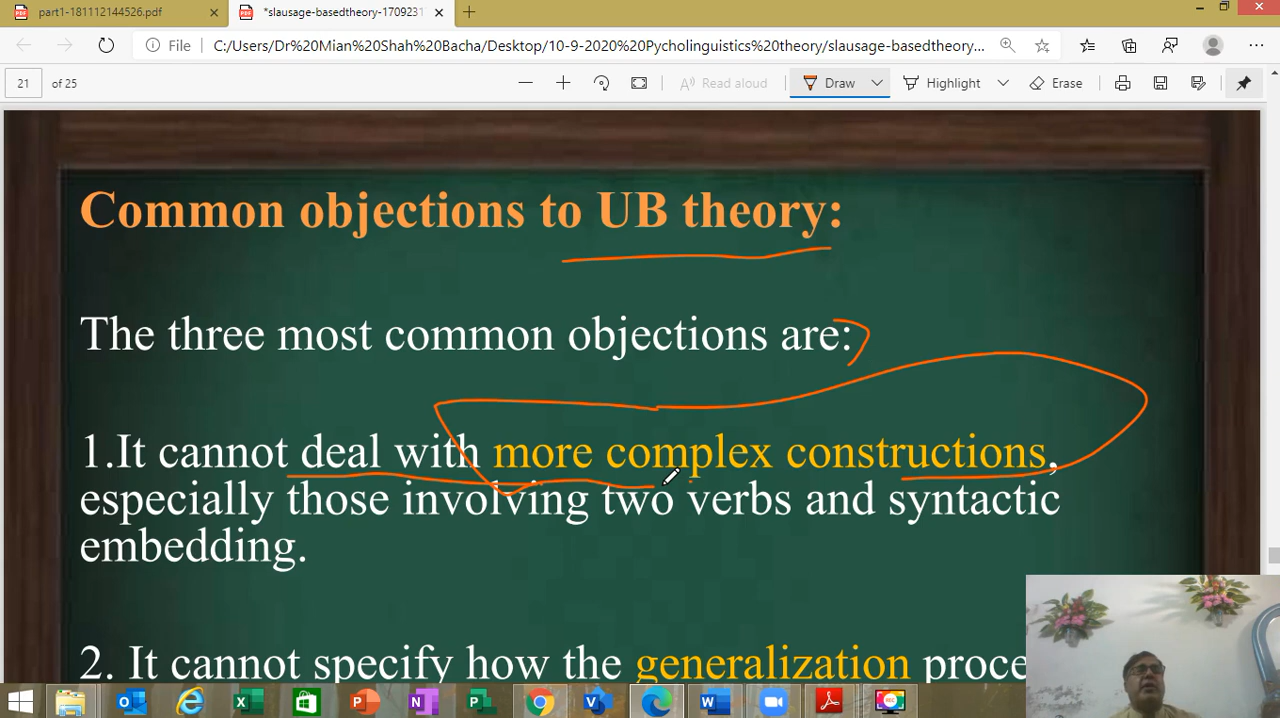 part1-181112144526.pdf
*slausage-basedtheory-1709231
File
C:/Users/Dr%20Mian%20Shah%20Bacha/Desktop/10-9-2020%20Pycholinguistics%20theory/slausage-basedtheory...
21 of 25
Read aloud
Draw
Highlight
Erase
Common objections to UB theory:
The three most common objections are:
1.It cannot deal with more complex constructions,
especially those involving two verbs and syntactic
embedding.
2. It cannot specify how the generalization proce